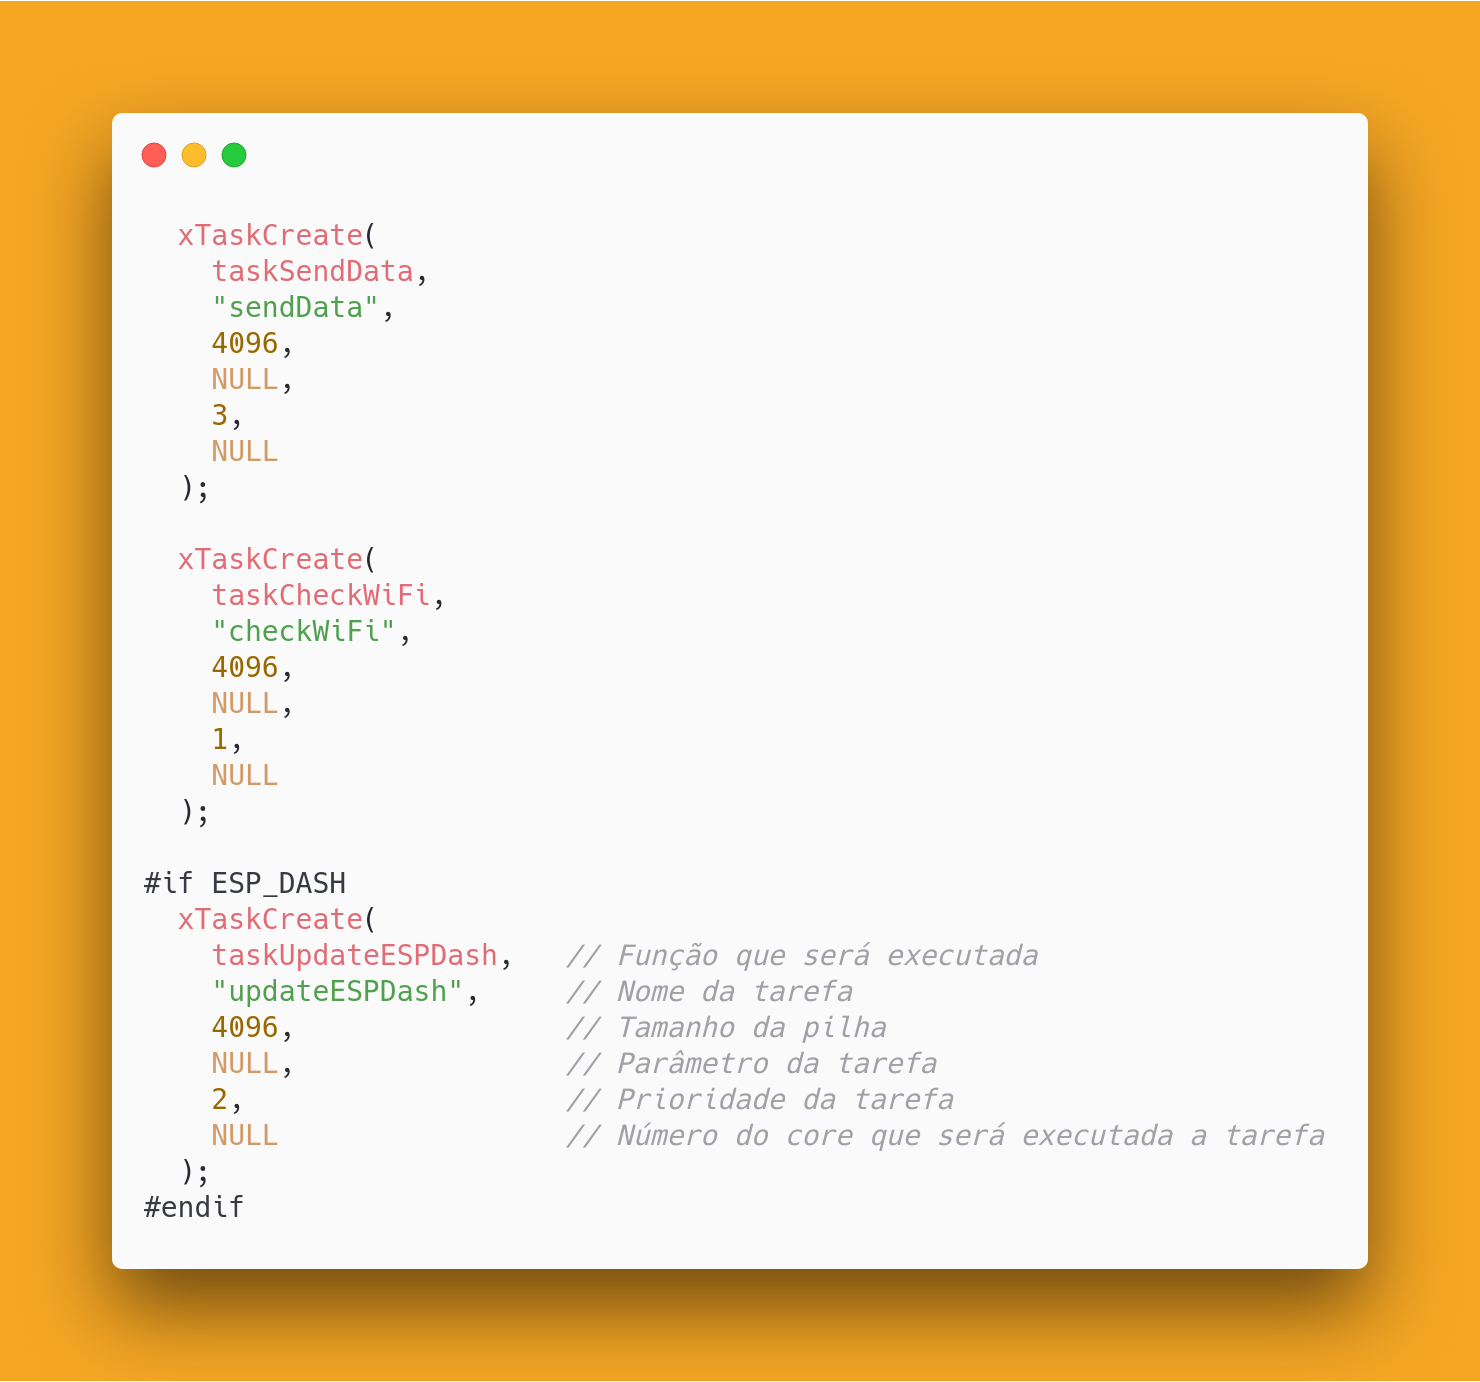 xTaskCreate(
taskSendData,
"sendData",
4096,
NULL,
3,
NULL
);
xTaskCreate(
taskCheckWiFi,
"checkWiFi",
4096,
NULL,
1,
NULL
);
#if ESP_DASH
xTaskCreate(
taskUpdateESPDash,   // Função que será executada
"updateESPDash",     // Nome da tarefa
4096,                // Tamanho da pilha
NULL,                // Parâmetro da tarefa
2,                   // Prioridade da tarefa
NULL                 // Número do core que será executada a tarefa
);
#endif